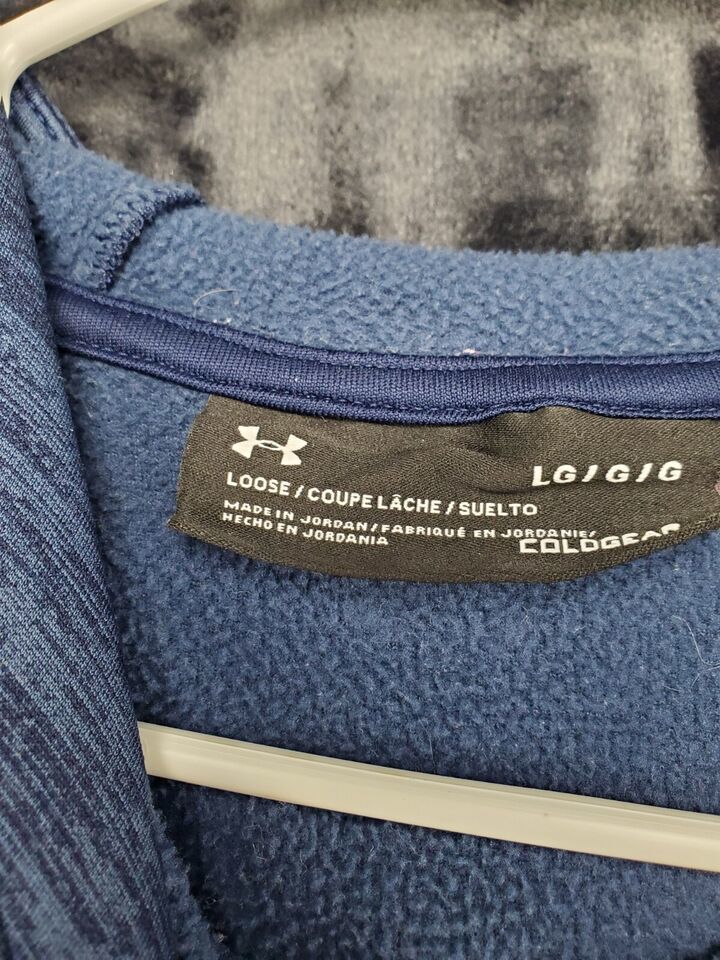 LG/G/G
LOOSE / COUPE LÂCHE / SUELTO
MADE IN JORDAN / FABRIQUÉ EN JORDANIE/
HECHO EN JORDANIA
COLDGEAR